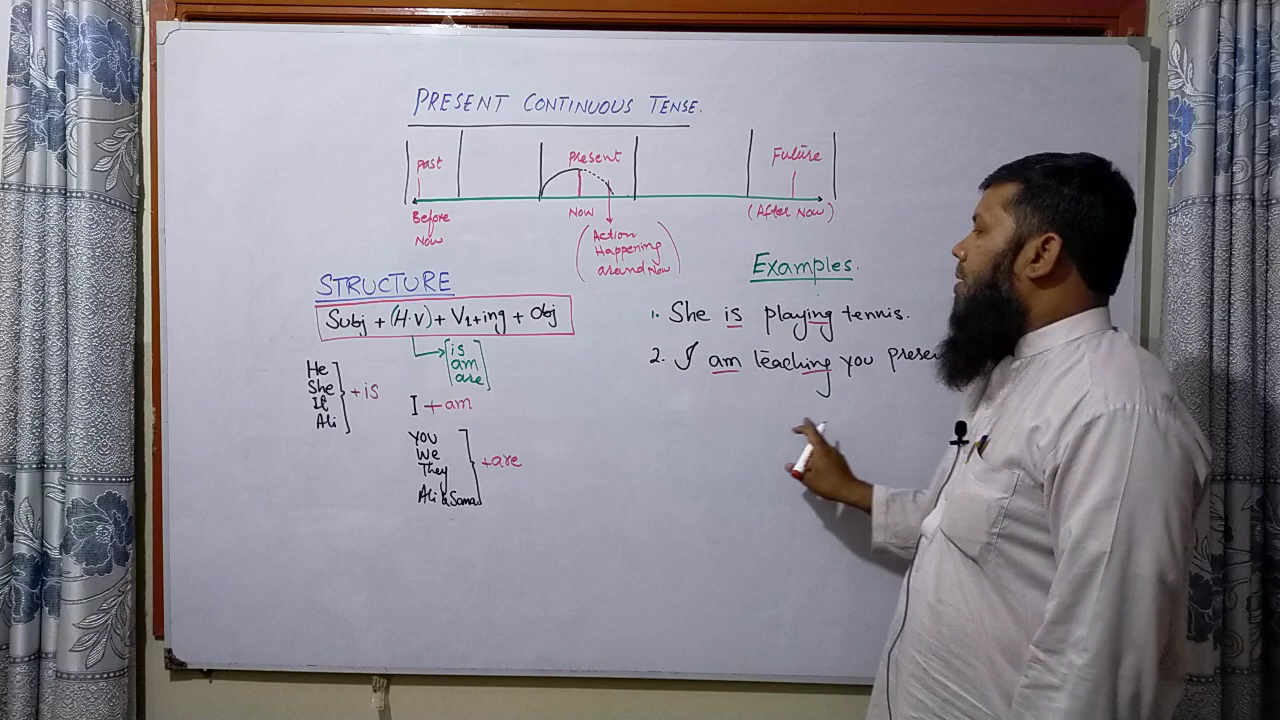 PRESENT CONTINUOUS TENSE.
Past
Present
Future
Before
Now
Now
(After Now)
(Action
Happening
around Now)
STRUCTURE
Subj + (H.V) + V1+ing + Obj
[is
am
are]
He
She
It
Ali
+ is
I + am
You
We
They
Ali & Sana
+are
Examples.
1. She is playing tennis.
2. I am teaching you presen